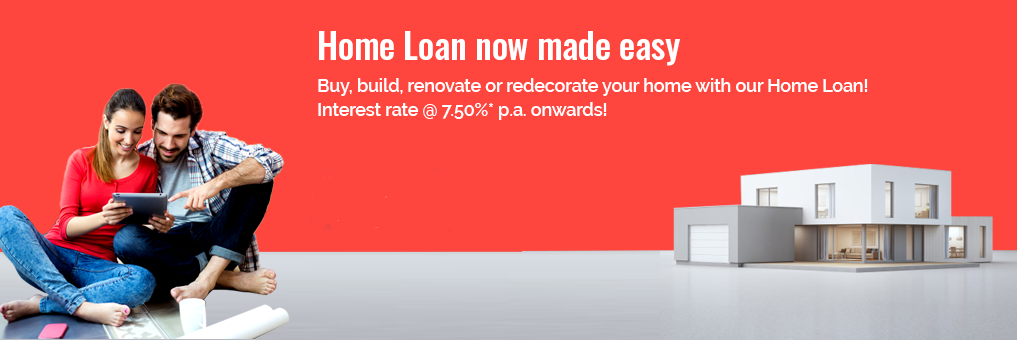 Home Loan now made easy
Buy, build, renovate or redecorate your home with our Home Loan!
Interest rate @ 7.50%* p.a. onwards!